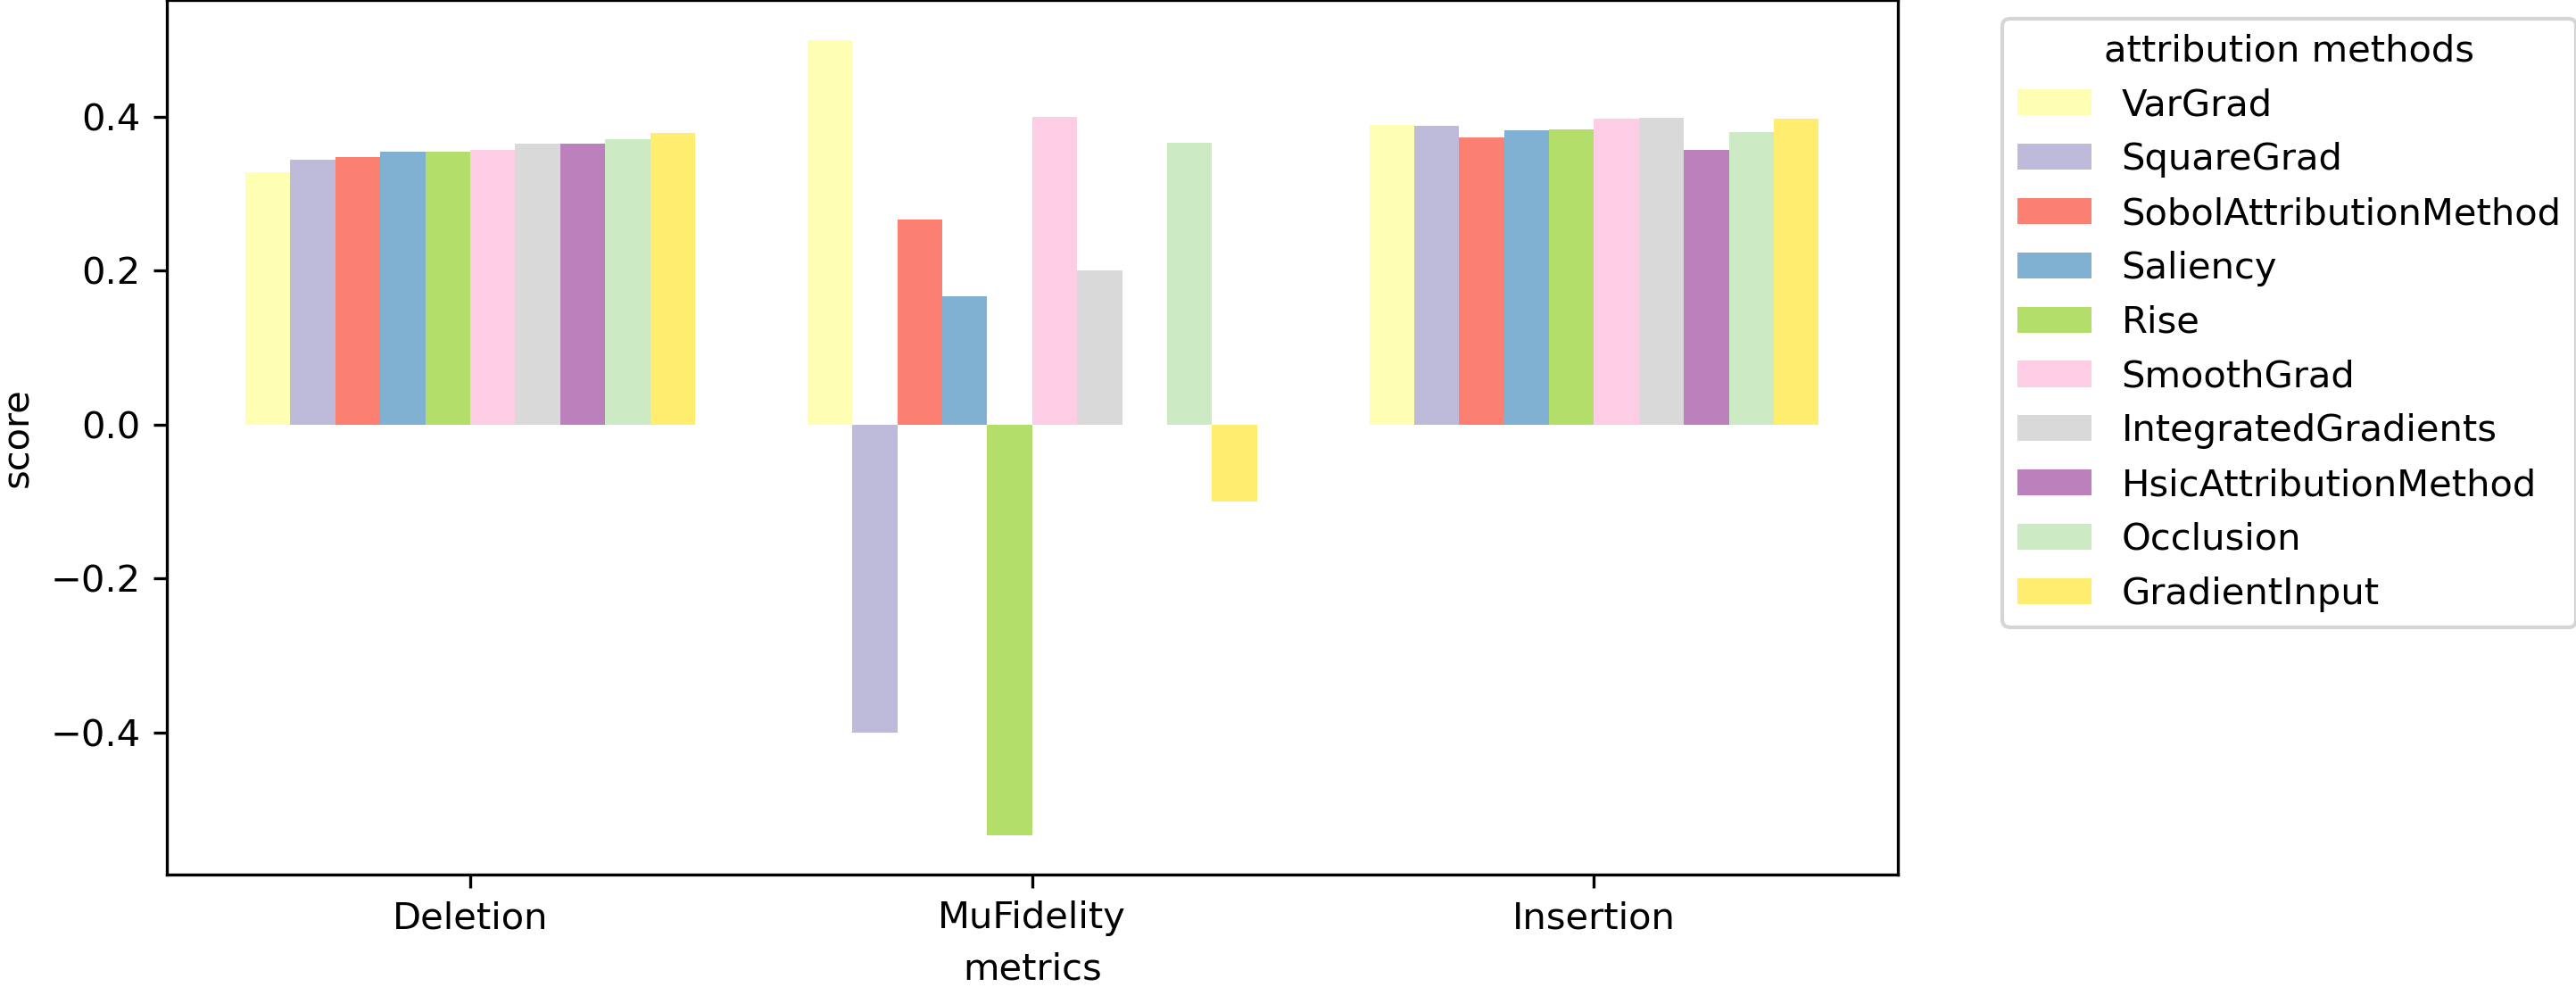 0.4
0.2
0.0
−0.2
−0.4
score
Deletion
MuFidelity
Insertion
metrics
attribution methods
VarGrad
SquareGrad
SobolAttributionMethod
Saliency
Rise
SmoothGrad
IntegratedGradients
HsicAttributionMethod
Occlusion
GradientInput